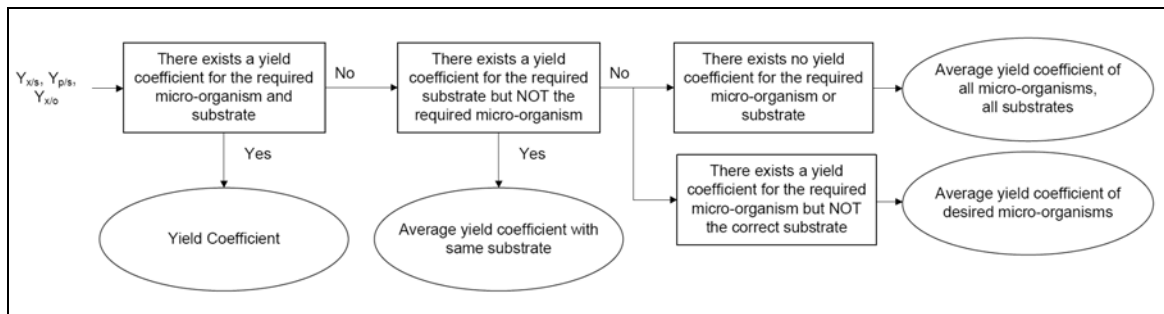 Yx/s, Yp/s,
Yx/o
There exists a yield
coefficient for the required
micro-organism and
substrate
No
Yes
Yield Coefficient
There exists a yield
coefficient for the required
substrate but NOT the
required micro-organism
No
Yes
Average yield coefficient with
same substrate
There exists no yield
coefficient for the required
micro-organism or
substrate
Average yield coefficient of
all micro-organisms,
all substrates
There exists a yield
coefficient for the required
micro-organism but NOT
the correct substrate
Average yield coefficient of
desired micro-organisms